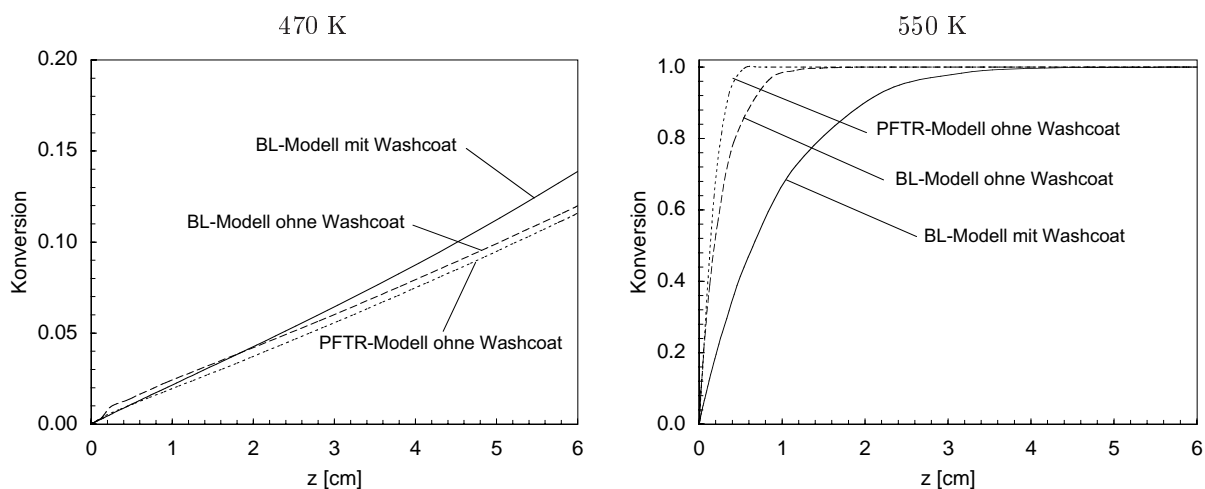 470 K
0.20
0.15
0.10
0.05
0.00
Konversion
BL-Modell mit Washcoat
BL-Modell ohne Washcoat
PFTR-Modell ohne Washcoat
0 1 2 3 4 5 6
z [cm]
550 K
1.0
0.8
0.6
0.4
0.2
0.0
Konversion
PFTR-Modell ohne Washcoat
BL-Modell ohne Washcoat
BL-Modell mit Washcoat
0 1 2 3 4 5 6
z [cm]